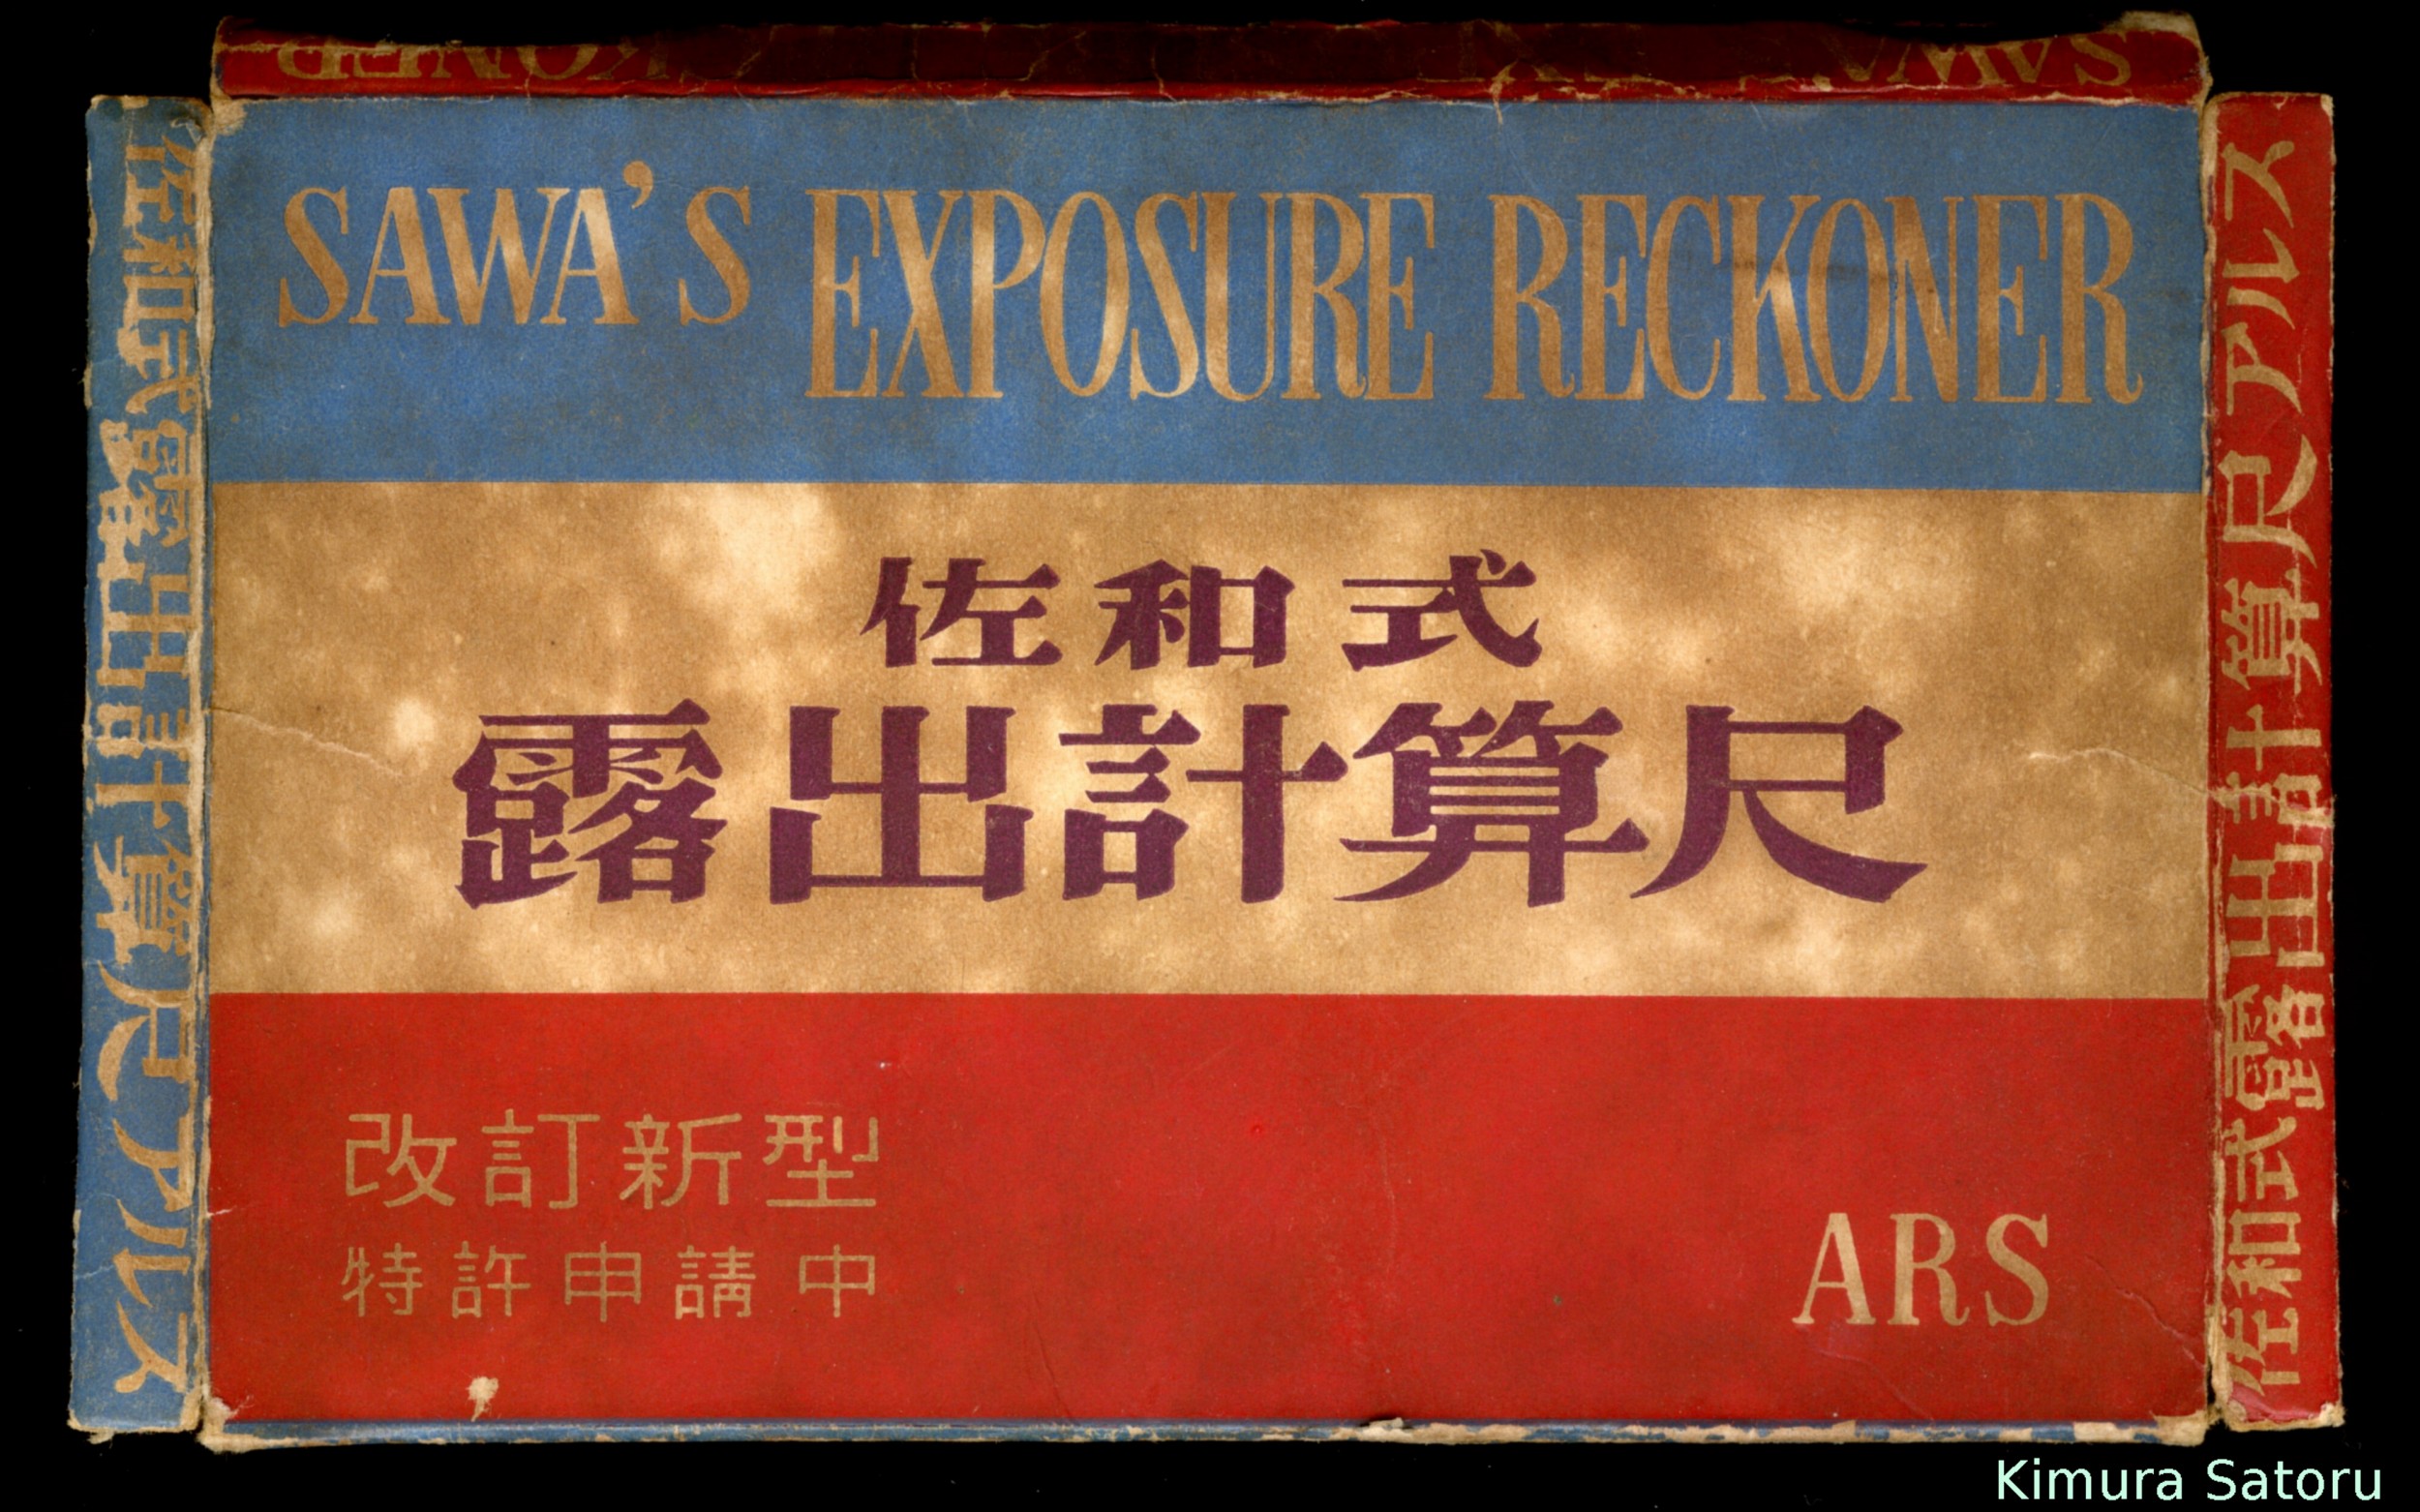 SAWA'S EXPOSURE RECKONER
佐和式
露出計算尺
改訂新型
特許申請中
ARS
佐和式露出計算尺アルス
佐和式露出計算尺アルス
SAWA'S
KONER
Kimura Satoru